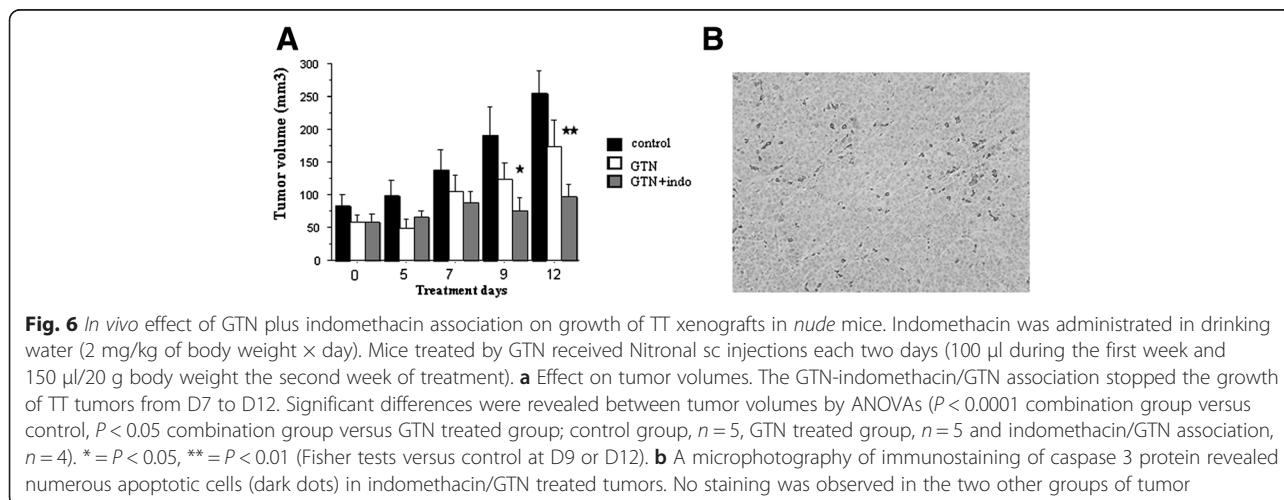 A
B
Tumor volume (mm3)
300
250
200
150
100
50
0
0 5 7 9 12
Treatment days
★
★★
control
GTN
GTN+indo
Fig. 6 In vivo effect of GTN plus indomethacin association on growth of TT xenografts in nude mice. Indomethacin was administrated in drinking
water (2 mg/kg of body weight × day). Mice treated by GTN received Nitronal sc injections each two days (100 μl during the first week and
150 μl/20 g body weight the second week of treatment). a Effect on tumor volumes. The GTN-indomethacin/GTN association stopped the growth
of TT tumors from D7 to D12. Significant differences were revealed between tumor volumes by ANOVAs (P < 0.0001 combination group versus
control, P < 0.05 combination group versus GTN treated group; control group, n = 5, GTN treated group, n = 5 and indomethacin/GTN association,
n = 4). * = P < 0.05, ** = P < 0.01 (Fisher tests versus control at D9 or D12). b A microphotography of immunostaining of caspase 3 protein revealed
numerous apoptotic cells (dark dots) in indomethacin/GTN treated tumors. No staining was observed in the two other groups of tumor